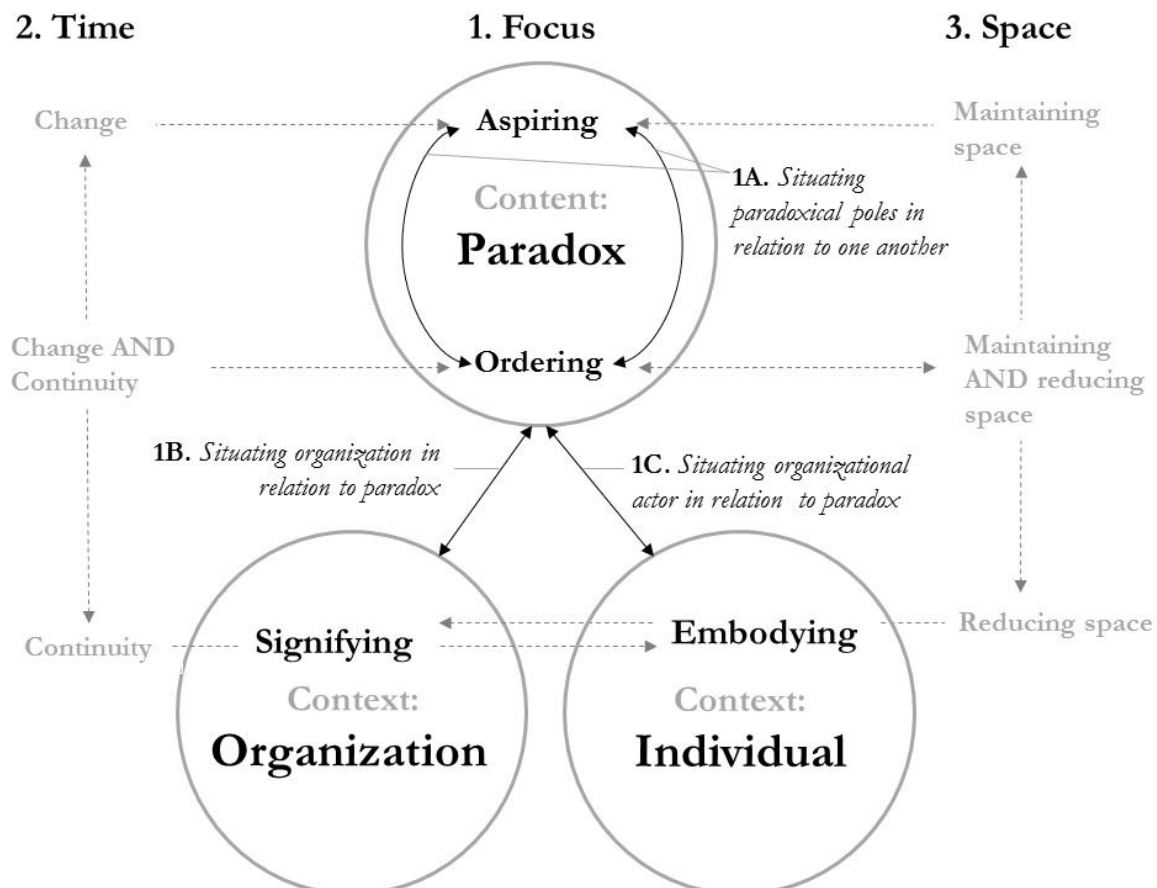 2. Time
1. Focus
3. Space
Change
Aspiring
Maintaining
space
1A. Situating
paradoxical poles in
relation to one another
Content:
Paradox
Change AND
Continuity
Ordering
Maintaining
AND reducing
space
1B. Situating organization in
relation to paradox
1C. Situating organizational
actor in relation to paradox
Continuity
Signifying
Embodying
Reducing space
Context:
Organization
Context:
Individual